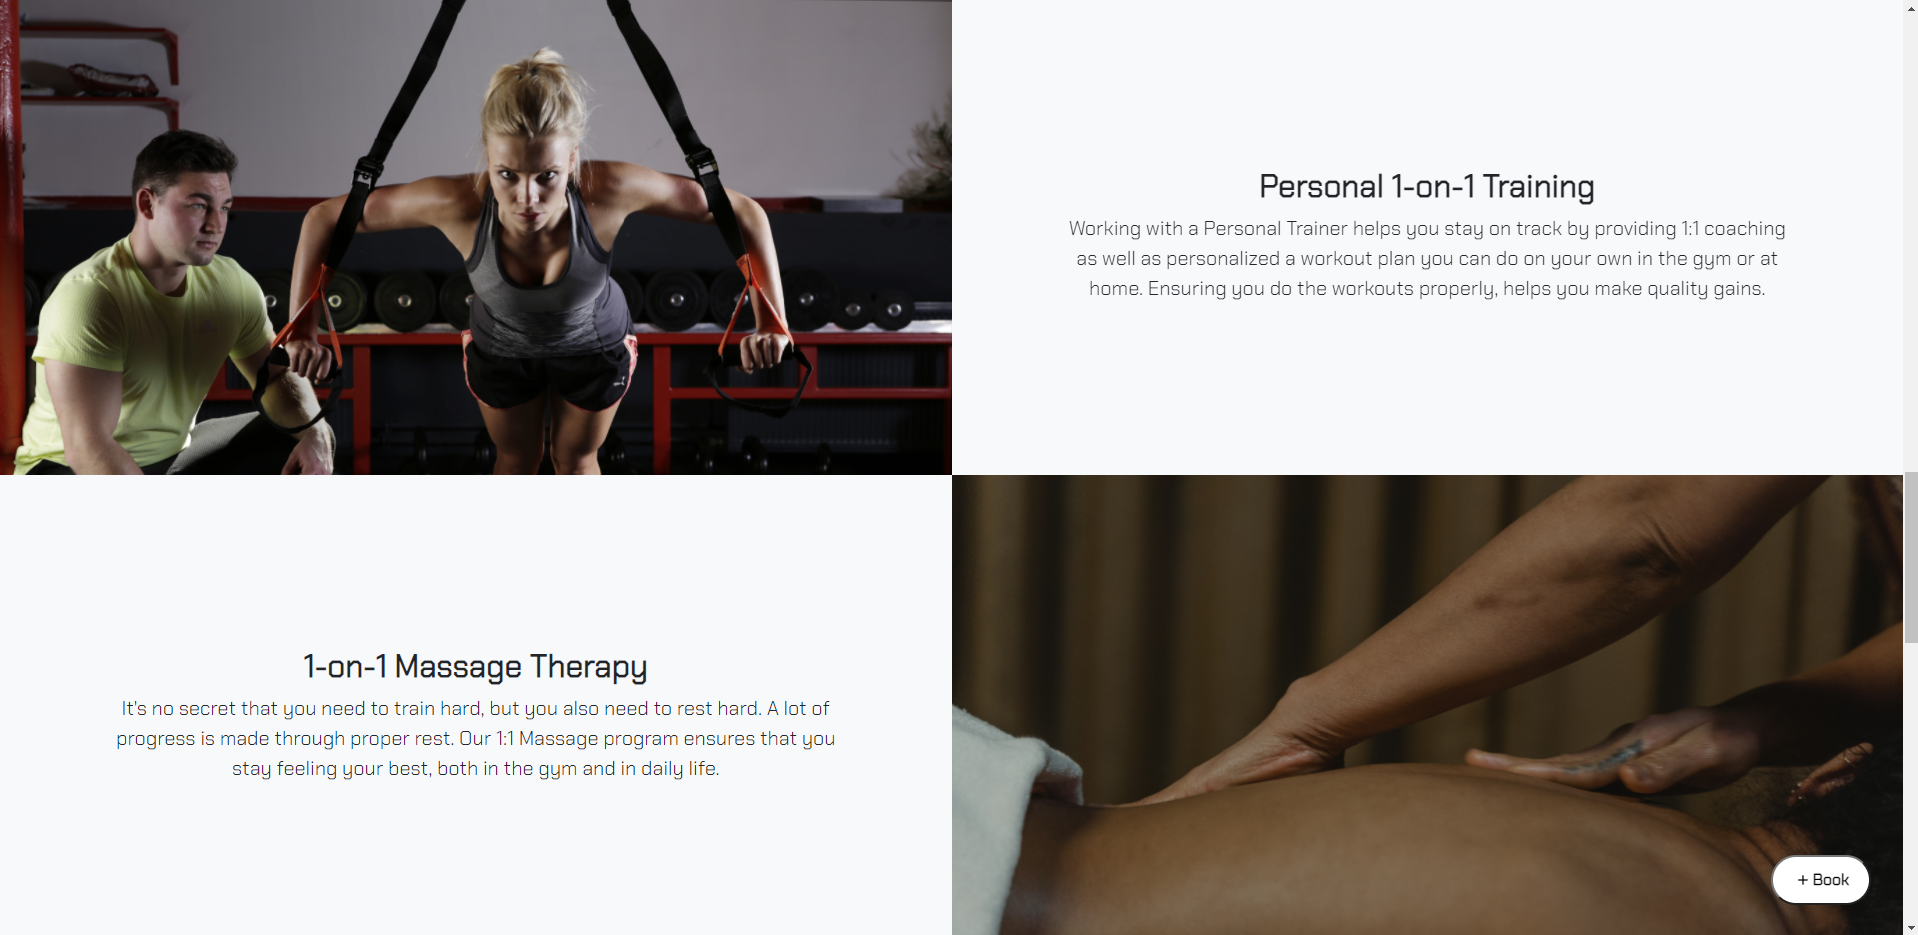 Personal 1-on-1 Training
Working with a Personal Trainer helps you stay on track by providing 1:1 coaching
as well as personalized a workout plan you can do on your own in the gym or at
home. Ensuring you do the workouts properly, helps you make quality gains.
1-on-1 Massage Therapy
It's no secret that you need to train hard, but you also need to rest hard. A lot of
progress is made through proper rest. Our 1:1 Massage program ensures that you
stay feeling your best, both in the gym and in daily life.
+ Book